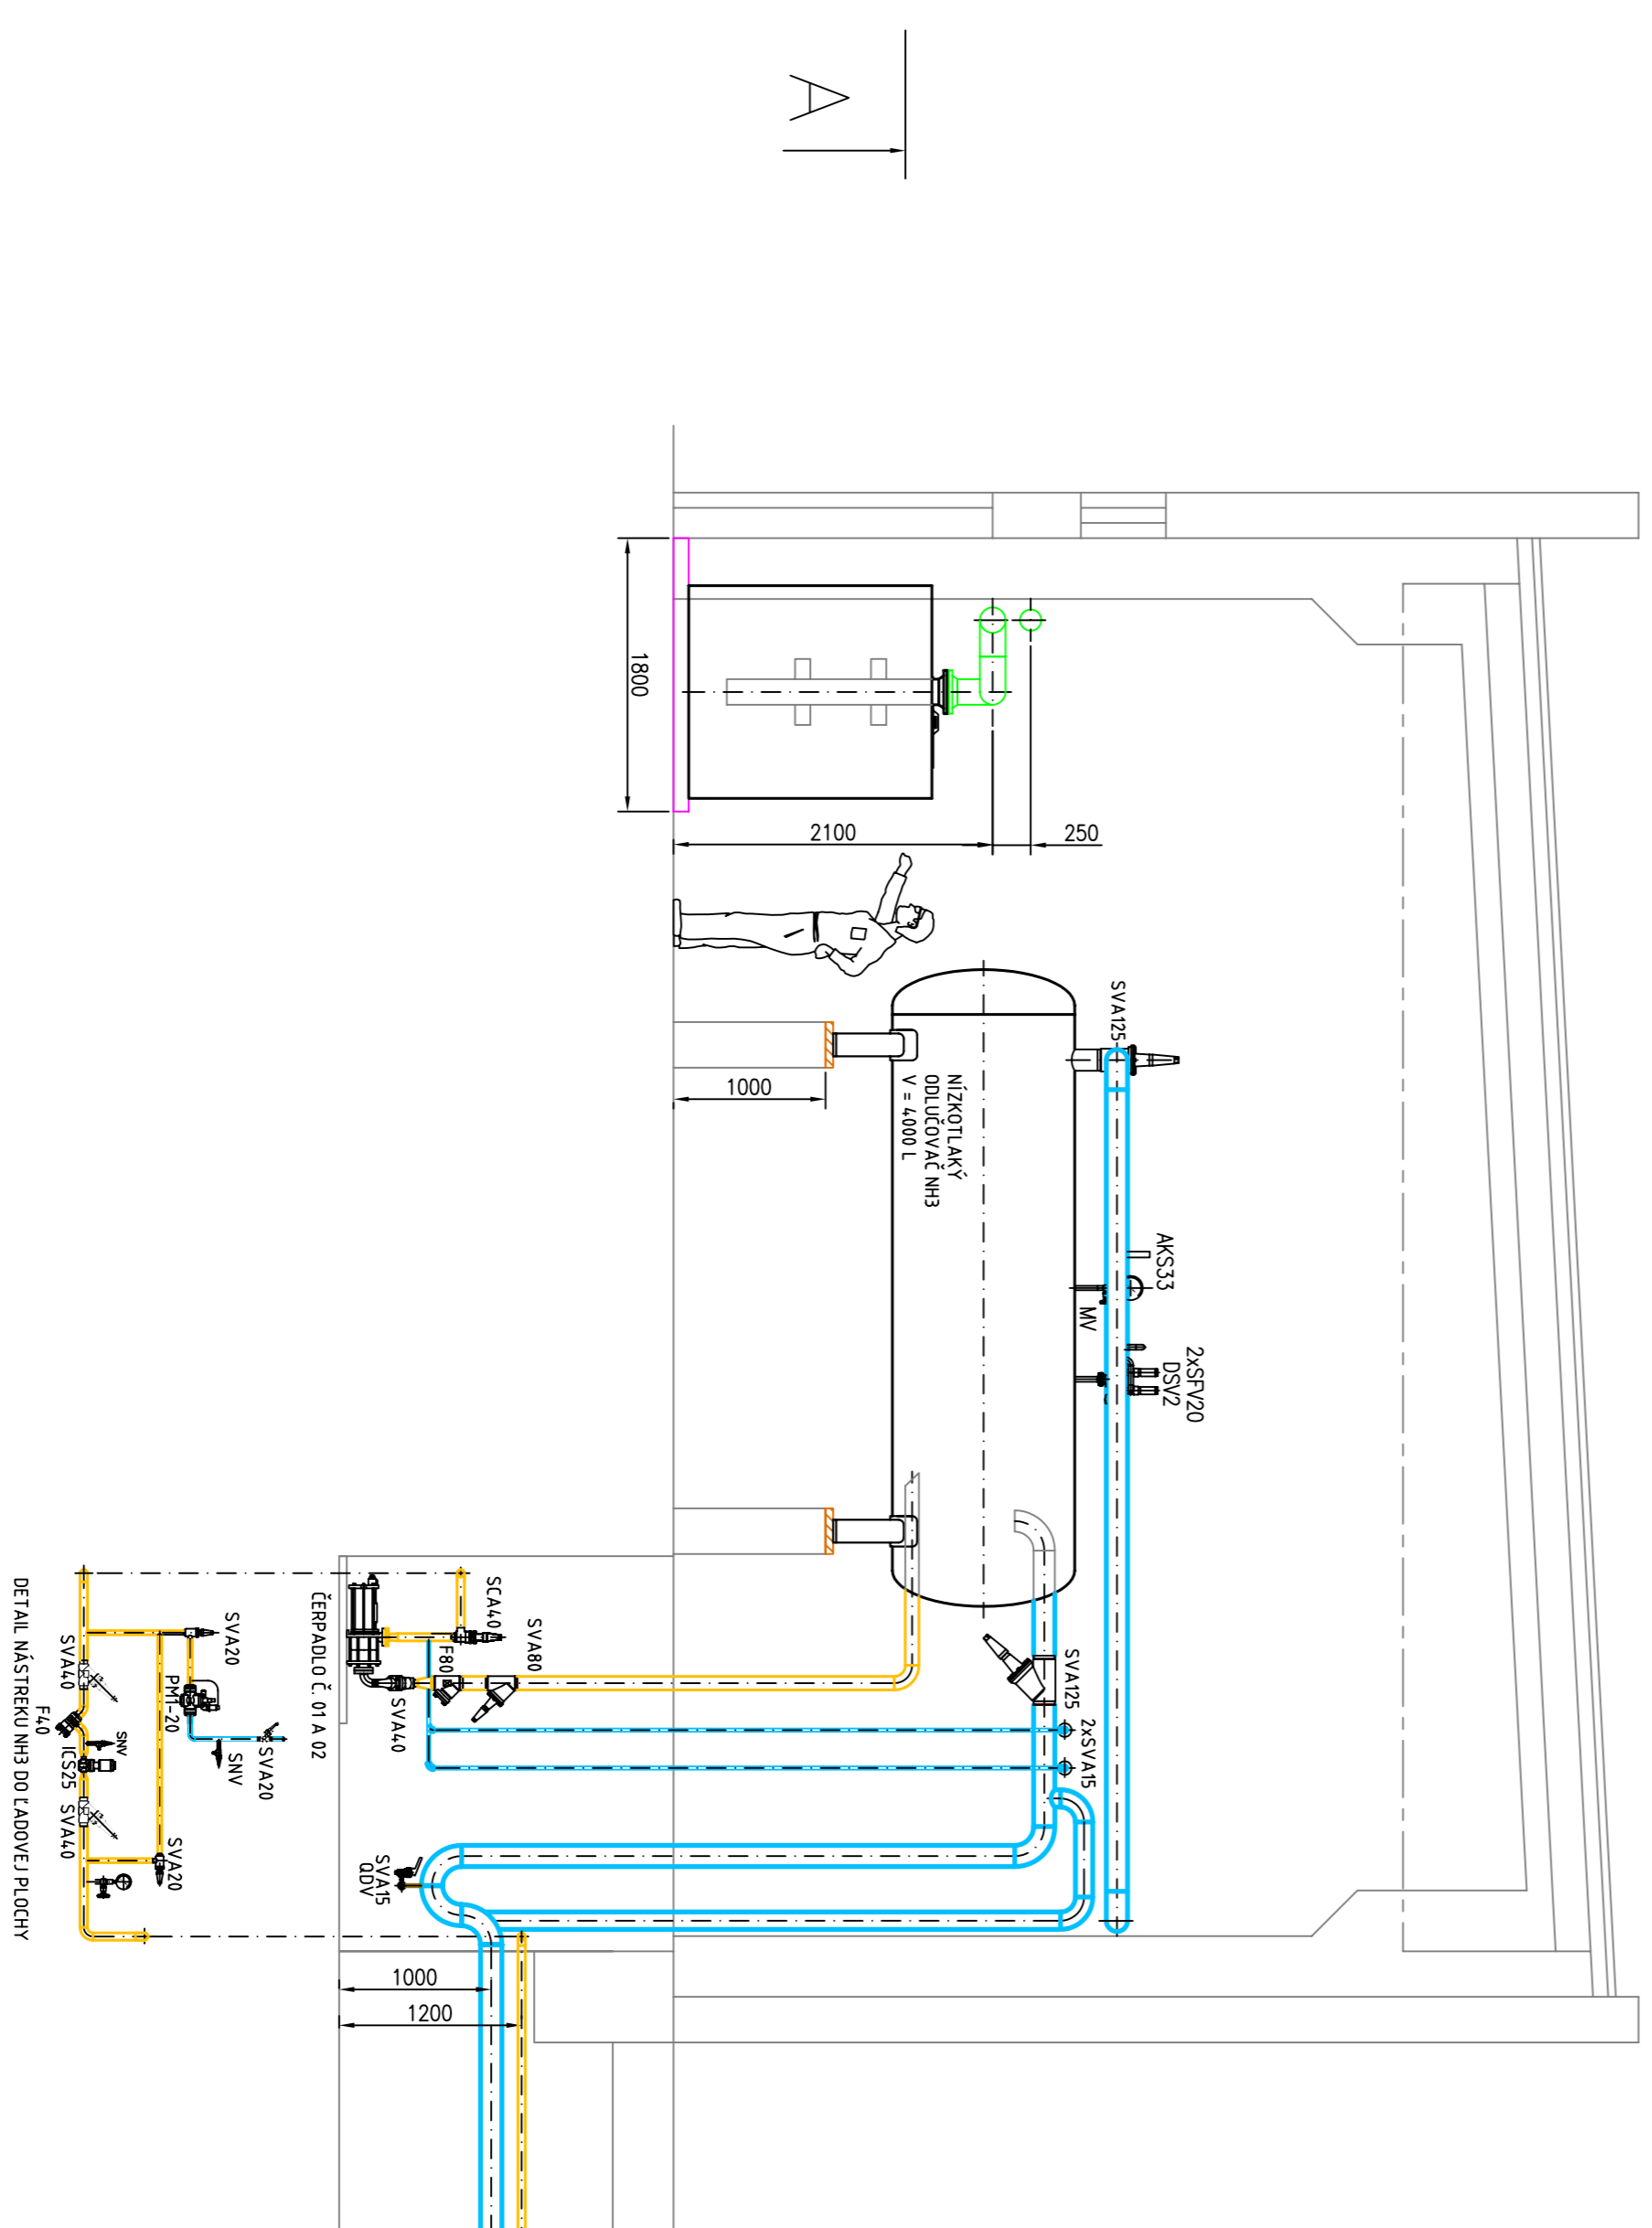 A
1800
2100
250
1000
SVA125
NÍZKOTLAKÝ
ODLUČOVAČ NH3
V = 4000 L
AKS33
MV
2xSFV20
DSV2
SVA125
2xSVA15
SCA40
SVA80
F80
SVA40
ČERPADLO Č. 01 A 02
SVA15
QDV
1000
1200
SVA20
PM1-20
SVA20
SNV
SVA20
SVA40
F40
SNV
ICS25
SVA40
DETAIL NÁSTREKU NH3 DO ĽADOVEJ PLOCHY